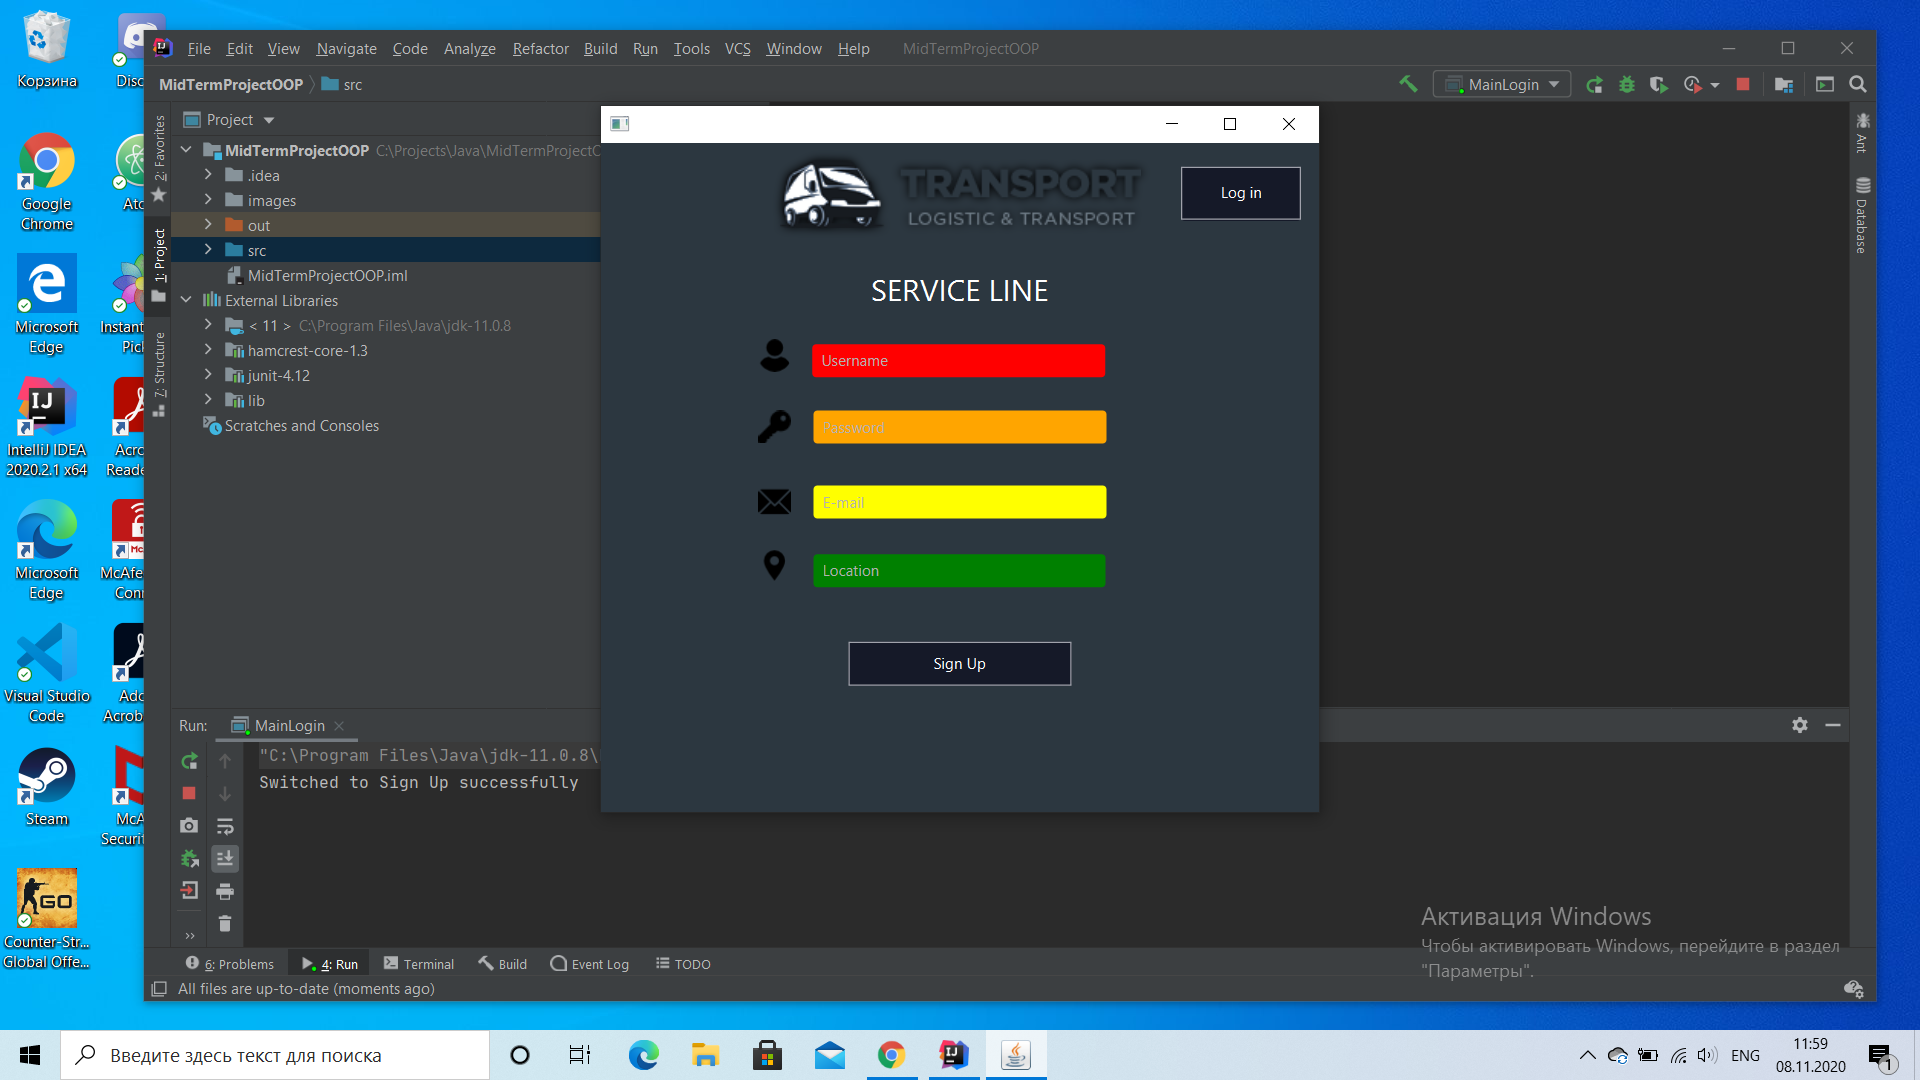 Корзина
Disc
Google
Chrome
Ato
Microsoft
Edge
Instant
Pic
IntelliJ IDEA
2020.2.1 x64
Acro
Reade
Microsoft
Edge
McAfe
Conn
Visual Studio
Code
Ado
Acroba
Steam
McA
Securi
GO
Counter-Str...
Global Offe...
File Edit View Navigate Code Analyze Refactor Build Run Tools VCS Window Help MidTermProjectOOP
MidTermProjectOOP src
MainLogin
2: Favorites
1: Project
7: Structure
Project
MidTermProjectOOP C:\Projects\Java\MidTermProjectO
.idea
images
out
src
MidTermProjectOOP.iml
External Libraries
< 11 > C:\Program Files\Java\jdk-11.0.8
hamcrest-core-1.3
junit-4.12
lib
Scratches and Consoles
TRANSPORT
LOGISTIC & TRANSPORT
Log in
SERVICE LINE
Username
Password
E-mail
Location
Sign Up
Ant
Database
Run: MainLogin
"C:\Program Files\Java\jdk-11.0.8\
Switched to Sign Up successfully
Активация Windows
Чтобы активировать Windows, перейдите в раздел
"Параметры".
6: Problems 4: Run Terminal Build Event Log TODO
All files are up-to-date (moments ago)
Введите здесь текст для поиска
ENG
11:59
08.11.2020
1